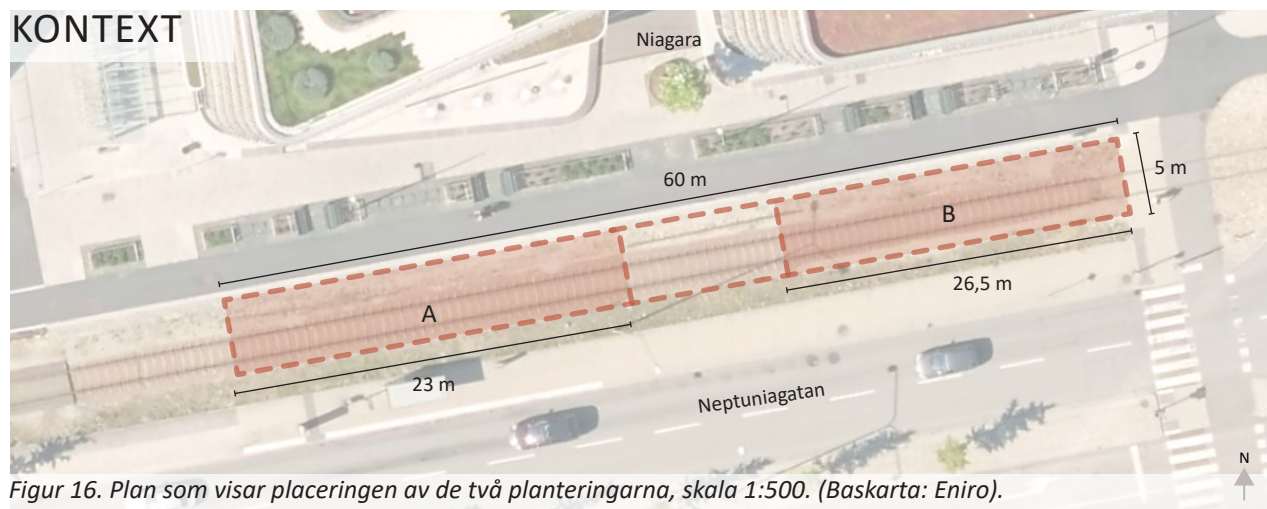 KONTEXT
Niagara
60 m
5 m
B
A
26,5 m
23 m
Neptuniagatan
N
Figur 16. Plan som visar placeringen av de två planteringarna, skala 1:500. (Baskarta: Eniro).